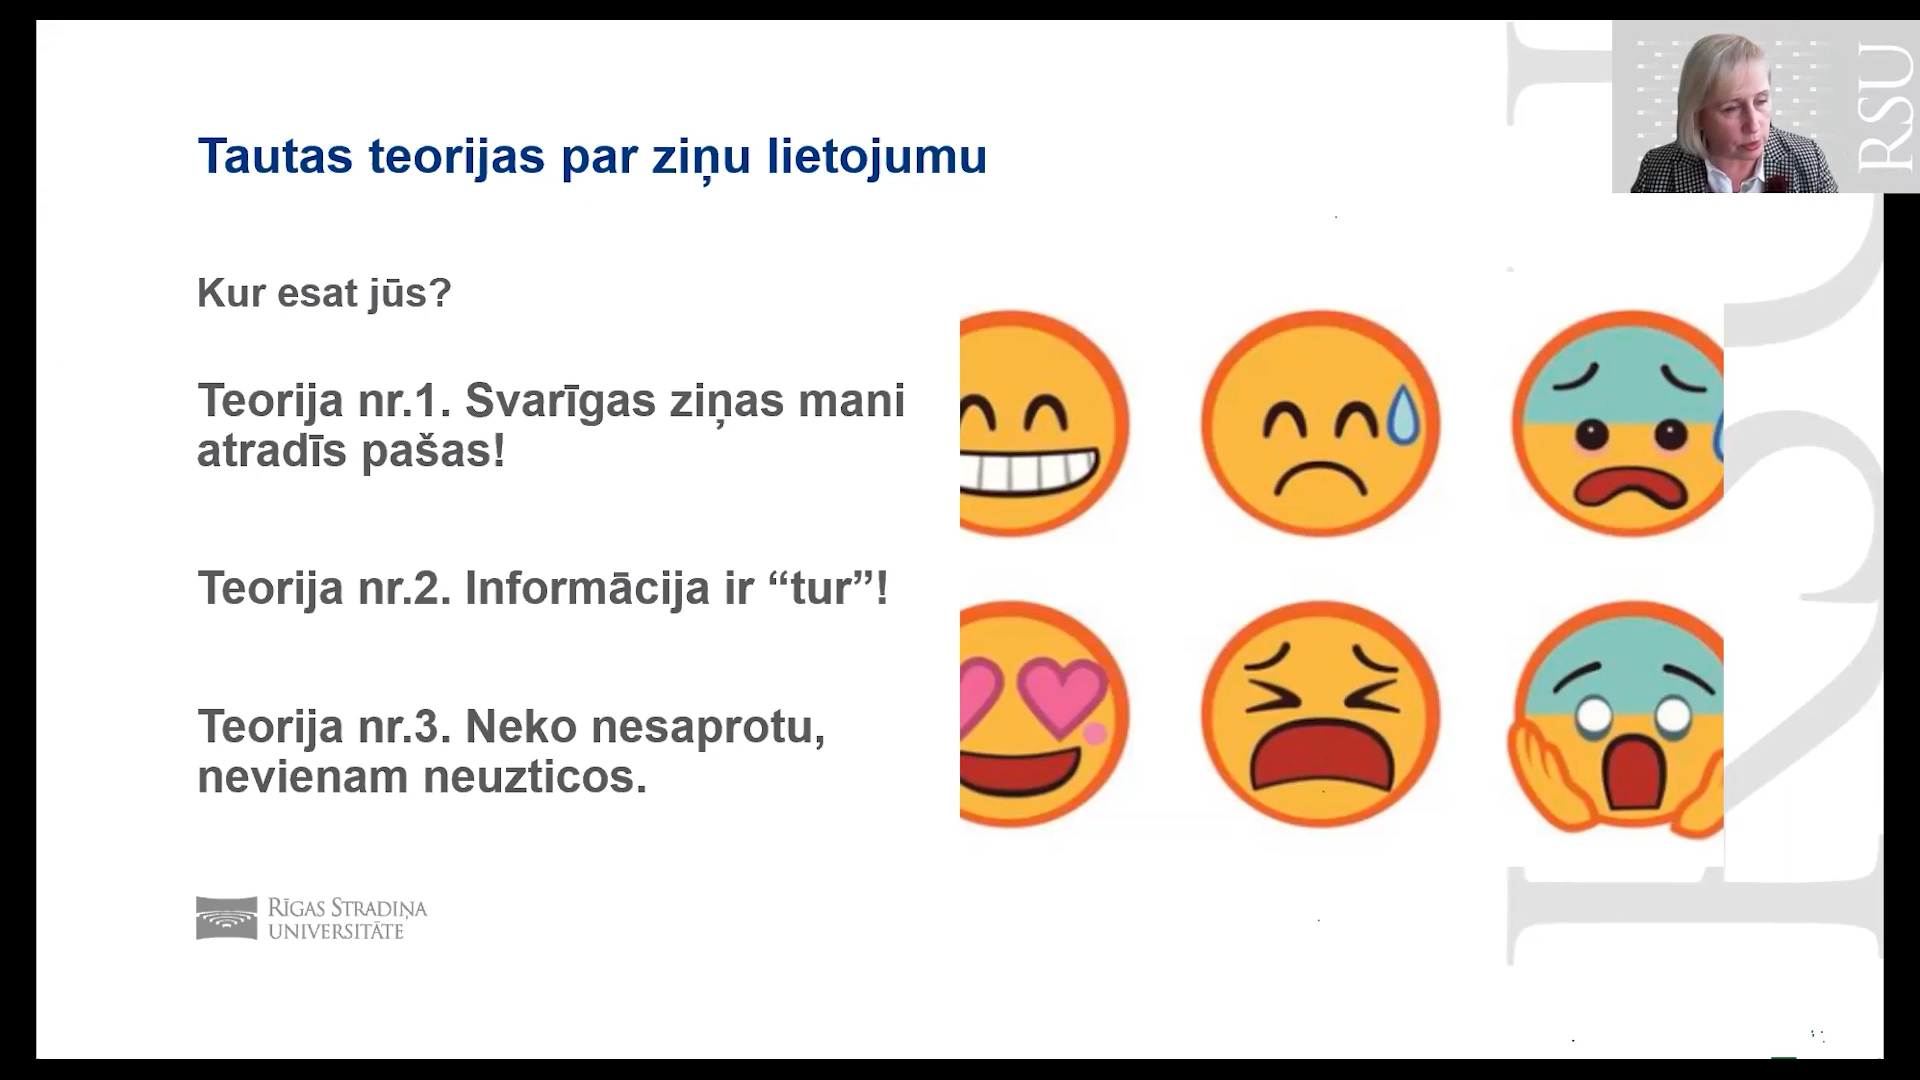 Tautas teorijas par ziņu lietojumu
Kur esat jūs?
Teorija nr.1. Svarīgas ziņas mani
atradīs pašas!
Teorija nr.2. Informācija ir “tur”!
Teorija nr.3. Neko nesaprotu,
nevienam neuzticos.
RĪGAS STRADIŅA
UNIVERSITĀTE
RSU
RSU